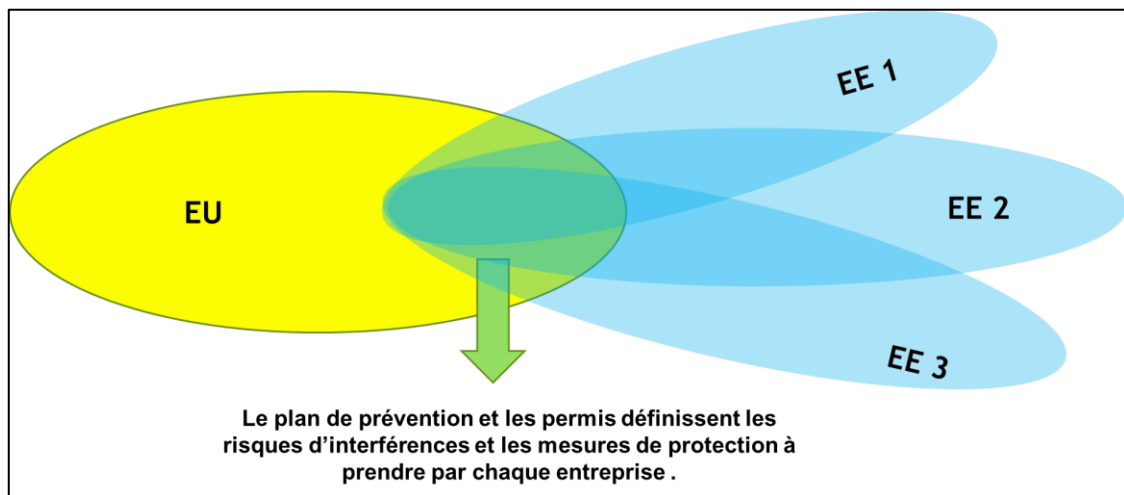 EE 1
EU
EE 2
EE 3
Le plan de prévention et les permis définissent les
risques d'interférences et les mesures de protection à
prendre par chaque entreprise .